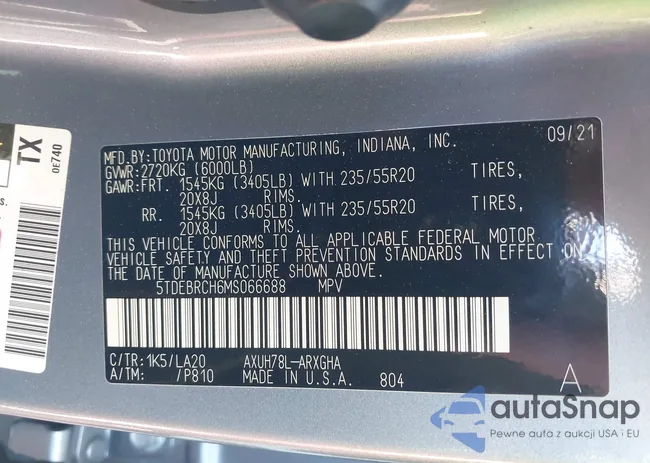 TX
0E740
s.
MFD.BY:TOYOTA MOTOR MANUFACTURING, INDIANA, INC. 09/21
GVWR:2720KG (6000LB)
GAWR:FRT. 1545KG (3405LB) WITH 235/55R20 TIRES,
20X8J RIMS.
RR. 1545KG (3405LB) WITH 235/55R20 TIRES,
20X8J RIMS.
THIS VEHICLE CONFORMS TO ALL APPLICABLE FEDERAL MOTOR
VEHICLE SAFETY AND THEFT PREVENTION STANDARDS IN EFFECT ON
THE DATE OF MANUFACTURE SHOWN ABOVE.
5TDEBRCH6MS066688 MPV
C/TR:1K5/LA20 AXUH78L-ARXGHA
A/TM: /P810 MADE IN U.S.A. 804 A
autaSnap
Pewne auta z aukcji USA i EU